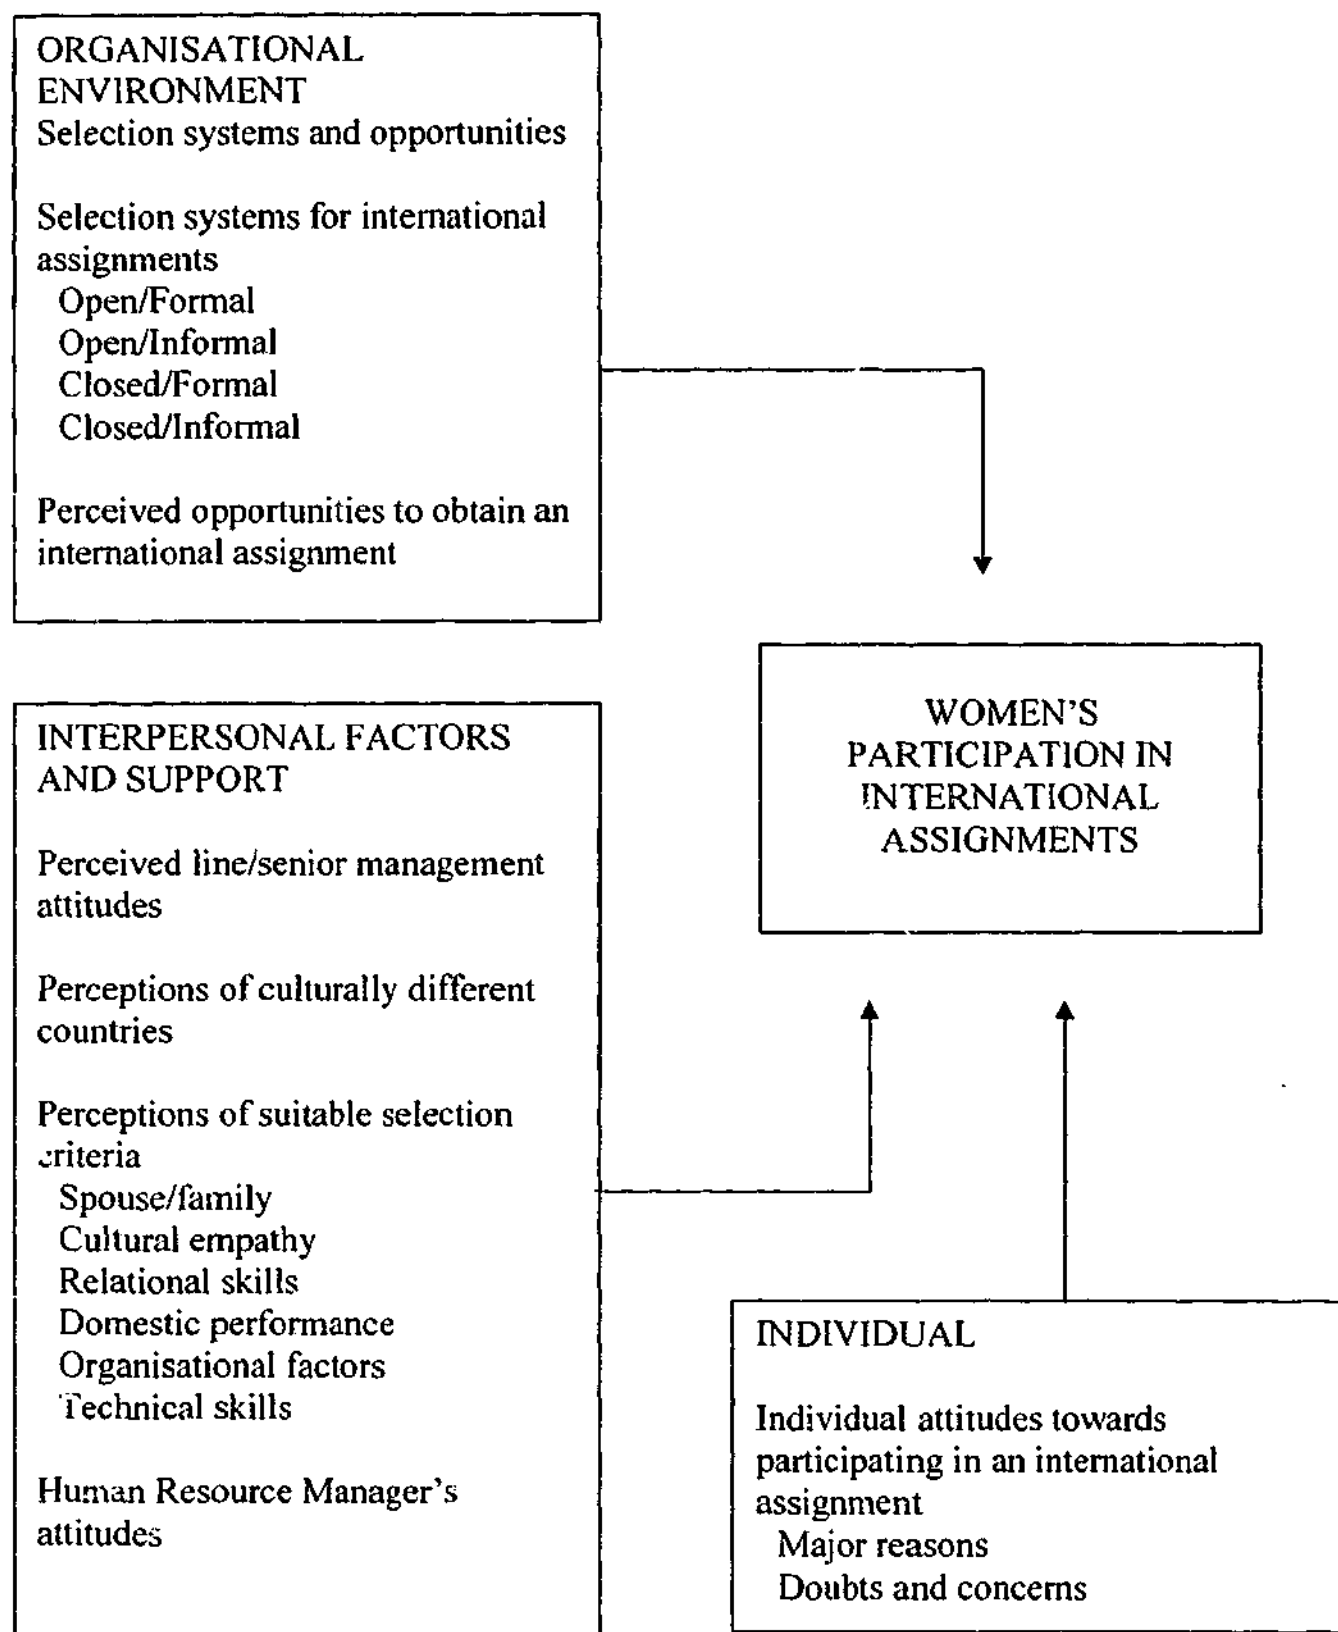 ORGANISATIONAL
ENVIRONMENT
Selection systems and opportunities
Selection systems for international
assignments
Open/Formal
Open/Informal
Closed/Formal
Closed/Informal
Perceived opportunities to obtain an
international assignment
INTERPERSONAL FACTORS
AND SUPPORT
Perceived line/senior management
attitudes
Perceptions of culturally different
countries
Perceptions of suitable selection
criteria
Spouse/family
Cultural empathy
Relational skills
Domestic performance
Organisational factors
Technical skills
Human Resource Manager's
attitudes
WOMEN'S
PARTICIPATION IN
INTERNATIONAL
ASSIGNMENTS
INDIVIDUAL
Individual attitudes towards
participating in an international
assignment
Major reasons
Doubts and concerns